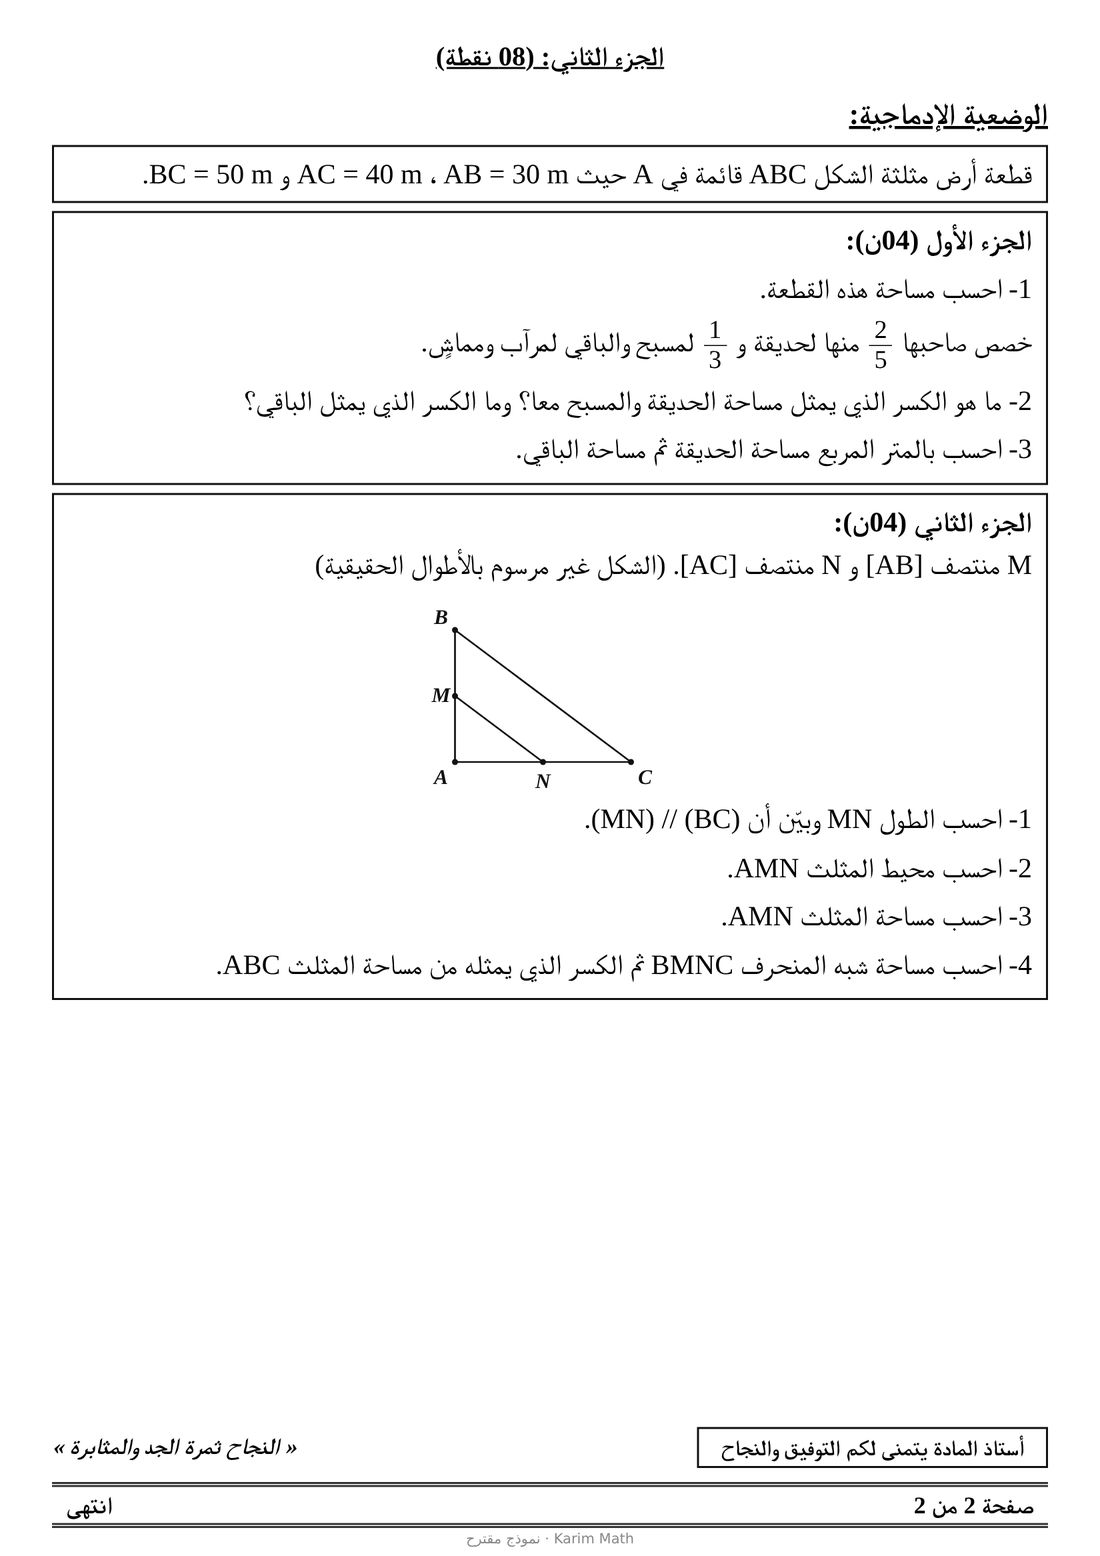 الجزء الثاني: (08 نقطة)
الوضعية الإدماجية:
قطعة أرض مثلثة الشكل ABC قائمة في A حيث AB = 30 m ، AC = 40 m و BC = 50 m.
الجزء الأول (04ن):
1- احسب مساحة هذه القطعة.
خصص صاحبها 2/5 منها لحديقة و 1/3 لمسبح والباقي لمرآب ومماشٍ.
2- ما هو الكسر الذي يمثل مساحة الحديقة والمسبح معا؟ وما الكسر الذي يمثل الباقي؟
3- احسب بالمتر المربع مساحة الحديقة ثم مساحة الباقي.
الجزء الثاني (04ن):
M منتصف [AB] و N منتصف [AC]. (الشكل غير مرسوم بالأطوال الحقيقية)
B
M
A
N
C
1- احسب الطول MN وبيّن أن (MN) // (BC).
2- احسب محيط المثلث AMN.
3- احسب مساحة المثلث AMN.
4- احسب مساحة شبه المنحرف BMNC ثم الكسر الذي يمثله من مساحة المثلث ABC.
أستاذ المادة يتمنى لكم التوفيق والنجاح
« النجاح ثمرة الجد والمثابرة »
صفحة 2 من 2
انتهى
نموذج مقترح · Karim Math